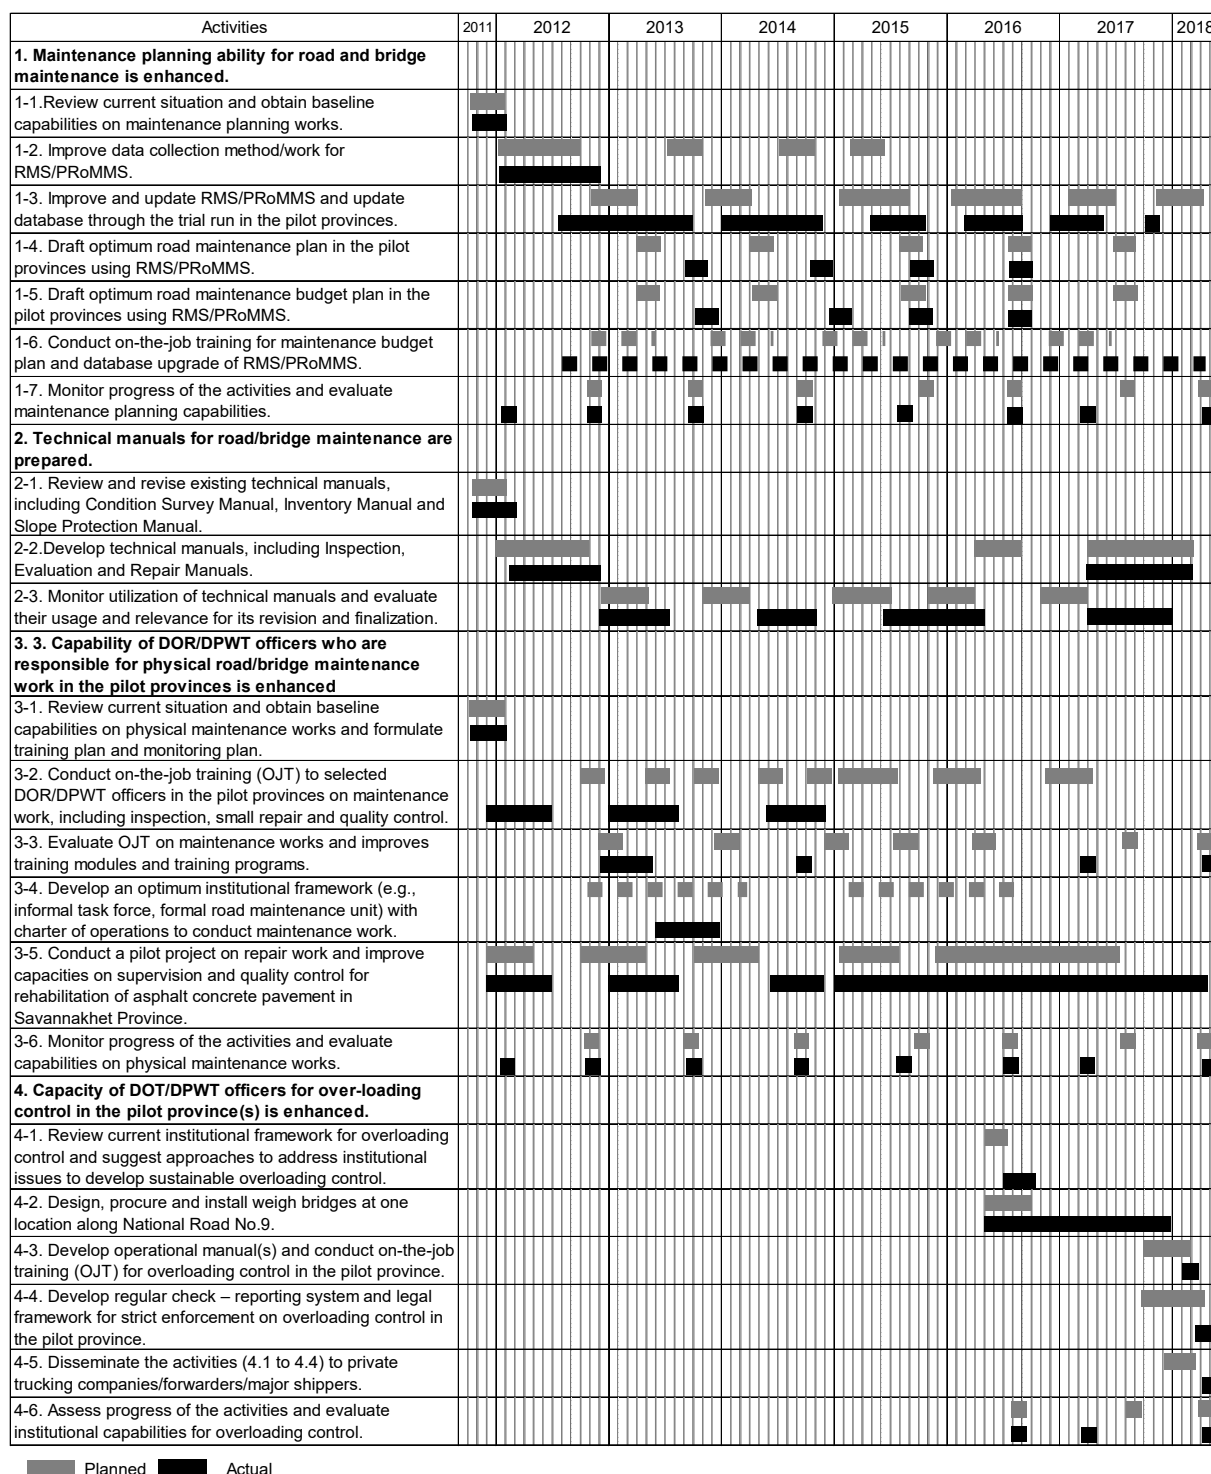 Activities 2011 2012 2013 2014 2015 2016 2017 2018
1. Maintenance planning ability for road and bridge
maintenance is enhanced.
1-1.Review current situation and obtain baseline
capabilities on maintenance planning works.
1-2. Improve data collection method/work for
RMS/PRoMMS.
1-3. Improve and update RMS/PRoMMS and update
database through the trial run in the pilot provinces.
1-4. Draft optimum road maintenance plan in the pilot
provinces using RMS/PRoMMS.
1-5. Draft optimum road maintenance budget plan in the
pilot provinces using RMS/PRoMMS.
1-6. Conduct on-the-job training for maintenance budget
plan and database upgrade of RMS/PRoMMS.
1-7. Monitor progress of the activities and evaluate
maintenance planning capabilities.
2. Technical manuals for road/bridge maintenance are
prepared.
2-1. Review and revise existing technical manuals,
including Condition Survey Manual, Inventory Manual and
Slope Protection Manual.
2-2.Develop technical manuals, including Inspection,
Evaluation and Repair Manuals.
2-3. Monitor utilization of technical manuals and evaluate
their usage and relevance for its revision and finalization.
3. 3. Capability of DOR/DPWT officers who are
responsible for physical road/bridge maintenance
work in the pilot provinces is enhanced
3-1. Review current situation and obtain baseline
capabilities on physical maintenance works and formulate
training plan and monitoring plan.
3-2. Conduct on-the-job training (OJT) to selected
DOR/DPWT officers in the pilot provinces on maintenance
work, including inspection, small repair and quality control.
3-3. Evaluate OJT on maintenance works and improves
training modules and training programs.
3-4. Develop an optimum institutional framework (e.g.,
informal task force, formal road maintenance unit) with
charter of operations to conduct maintenance work.
3-5. Conduct a pilot project on repair work and improve
capacities on supervision and quality control for
rehabilitation of asphalt concrete pavement in
Savannakhet Province.
3-6. Monitor progress of the activities and evaluate
capabilities on physical maintenance works.
4. Capacity of DOT/DPWT officers for over-loading
control in the pilot province(s) is enhanced.
4-1. Review current institutional framework for overloading
control and suggest approaches to address institutional
issues to develop sustainable overloading control.
4-2. Design, procure and install weigh bridges at one
location along National Road No.9.
4-3. Develop operational manual(s) and conduct on-the-job
training (OJT) for overloading control in the pilot province.
4-4. Develop regular check – reporting system and legal
framework for strict enforcement on overloading control in
the pilot province.
4-5. Disseminate the activities (4.1 to 4.4) to private
trucking companies/forwarders/major shippers.
4-6. Assess progress of the activities and evaluate
institutional capabilities for overloading control.
Planned Actual